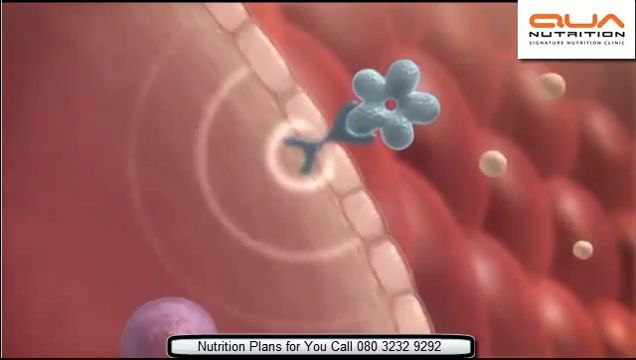 QUA
NUTRITION
SIGNATURE NUTRITION CLINIC
Nutrition Plans for You Call 080 3232 9292